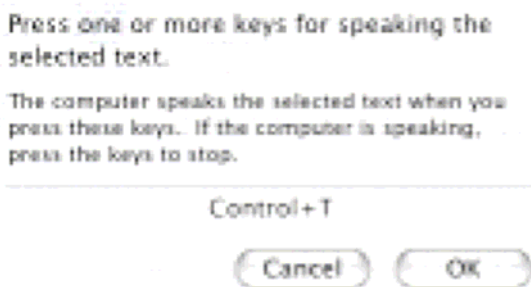 Press one or more keys for speaking the
selected text.
The computer speaks the selected text when you
press these keys. If the computer is speaking,
press the keys to stop.
Control+T
Cancel OK